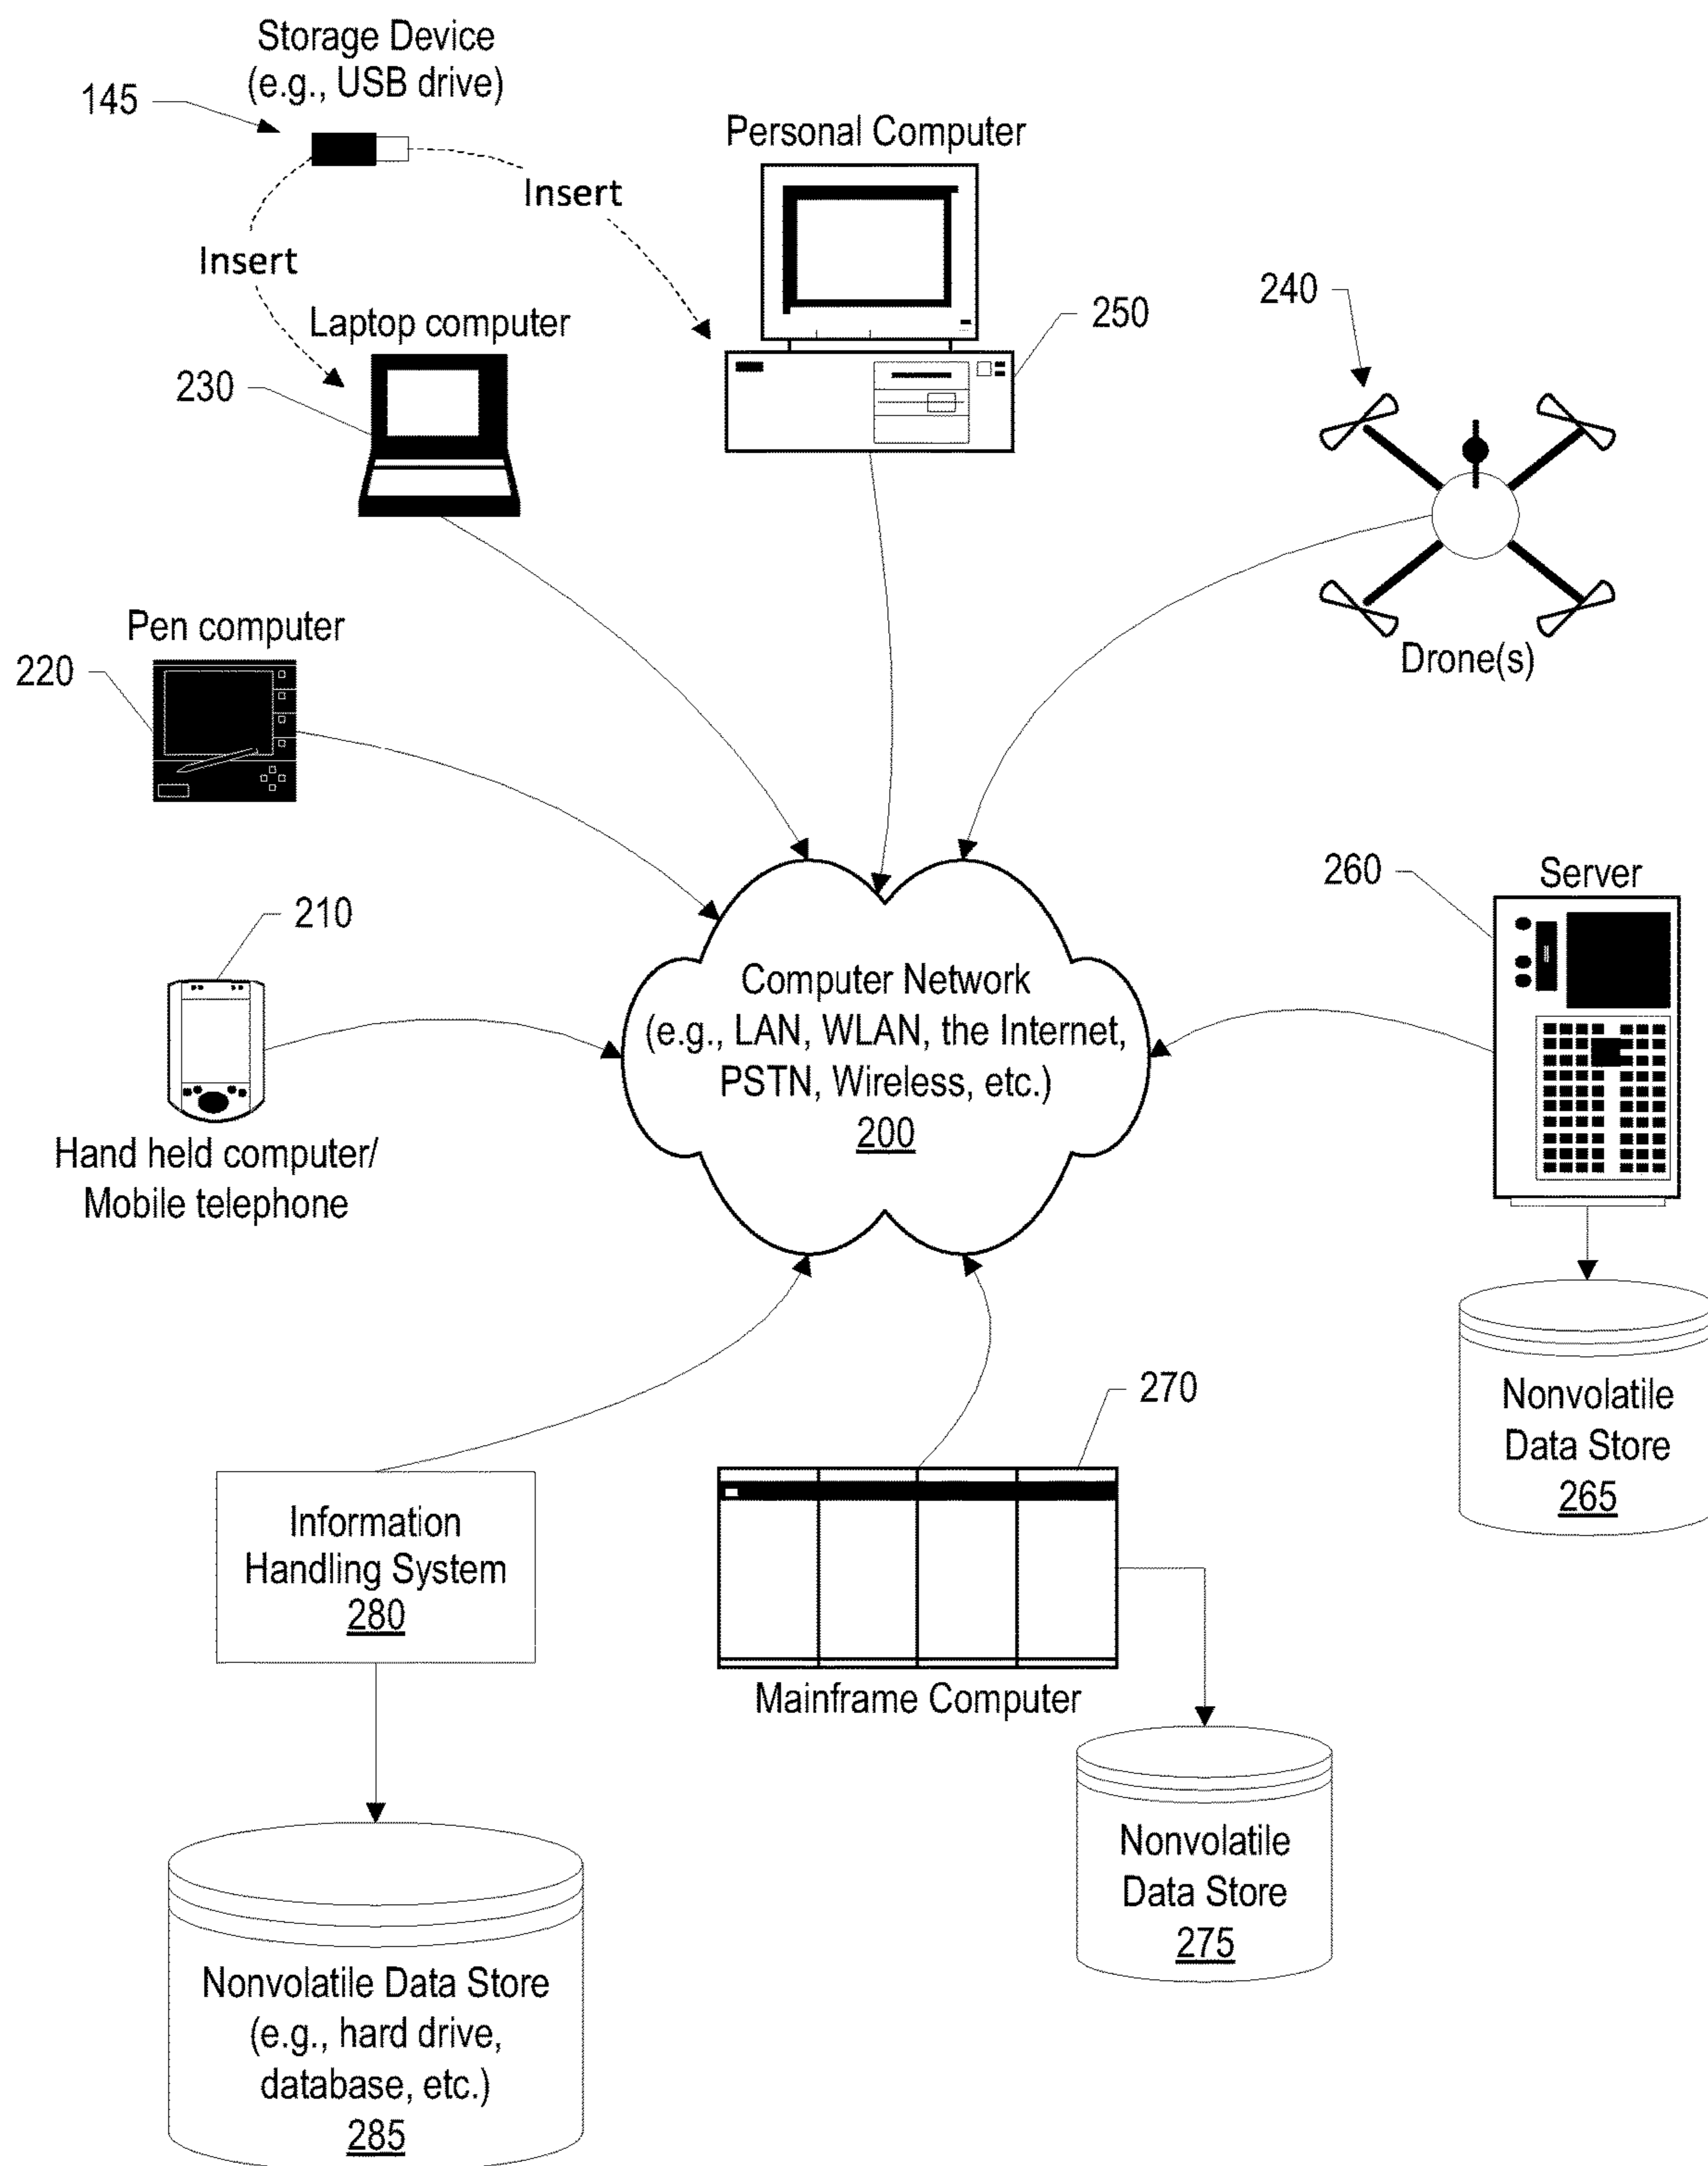 Storage Device
(e.g., USB drive)
145
Insert
Insert
Personal Computer
250
240
Laptop computer
230
Drone(s)
Pen computer
220
260
Server
210
Hand held computer/
Mobile telephone
Computer Network
(e.g., LAN, WLAN, the Internet,
PSTN, Wireless, etc.)
200
Nonvolatile
Data Store
265
270
Information
Handling System
280
Mainframe Computer
Nonvolatile
Data Store
275
Nonvolatile Data Store
(e.g., hard drive,
database, etc.)
285